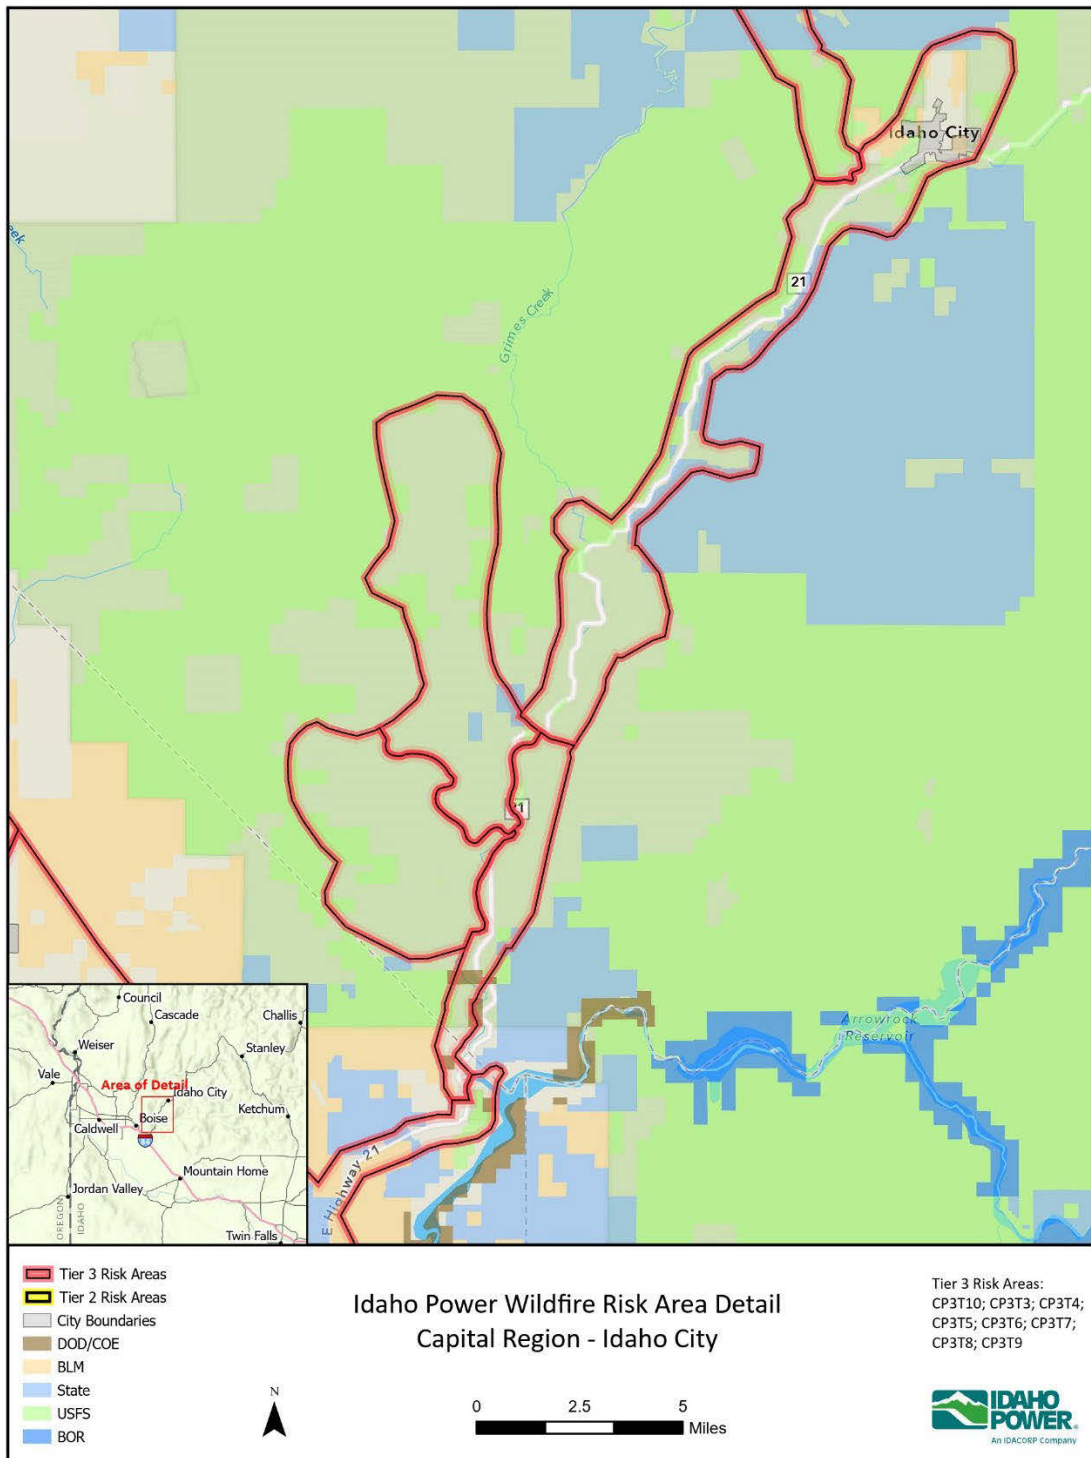 Idaho City
21
eek
Grimes Creek
21
Arrowrock
Reservoir
E Highway 21
Council
Cascade
Challis
Weiser
Stanley
Vale
Area of Detail
Idaho City
Ketchum
Boise
Caldwell
Mountain Home
Jordan Valley
OREGON
IDAHO
Twin Falls
Tier 3 Risk Areas
Tier 2 Risk Areas
City Boundaries
DOD/COE
BLM
State
USFS
BOR
Idaho Power Wildfire Risk Area Detail
Capital Region - Idaho City
N
0 2.5 5
Miles
Tier 3 Risk Areas:
CP3T10; CP3T3; CP3T4;
CP3T5; CP3T6; CP3T7;
CP3T8; CP3T9
IDAHO
POWER®
An IDACORP Company